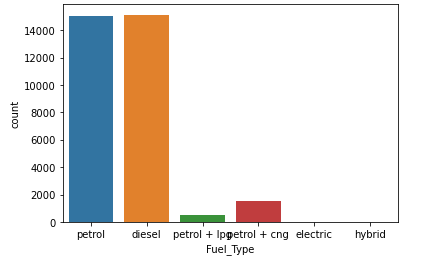 14000
12000
10000
8000
6000
4000
2000
0
count
petrol diesel petrol + lpg petrol + cng electric hybrid
Fuel_Type